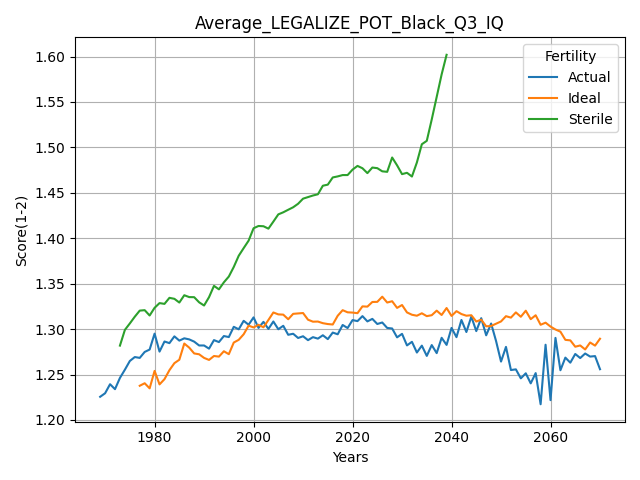 Average_LEGALIZE_POT_Black_Q3_IQ
Fertility
Actual
Ideal
Sterile
Score(1-2)
1.60
1.55
1.50
1.45
1.40
1.35
1.30
1.25
1.20
1980
2000
2020
2040
2060
Years